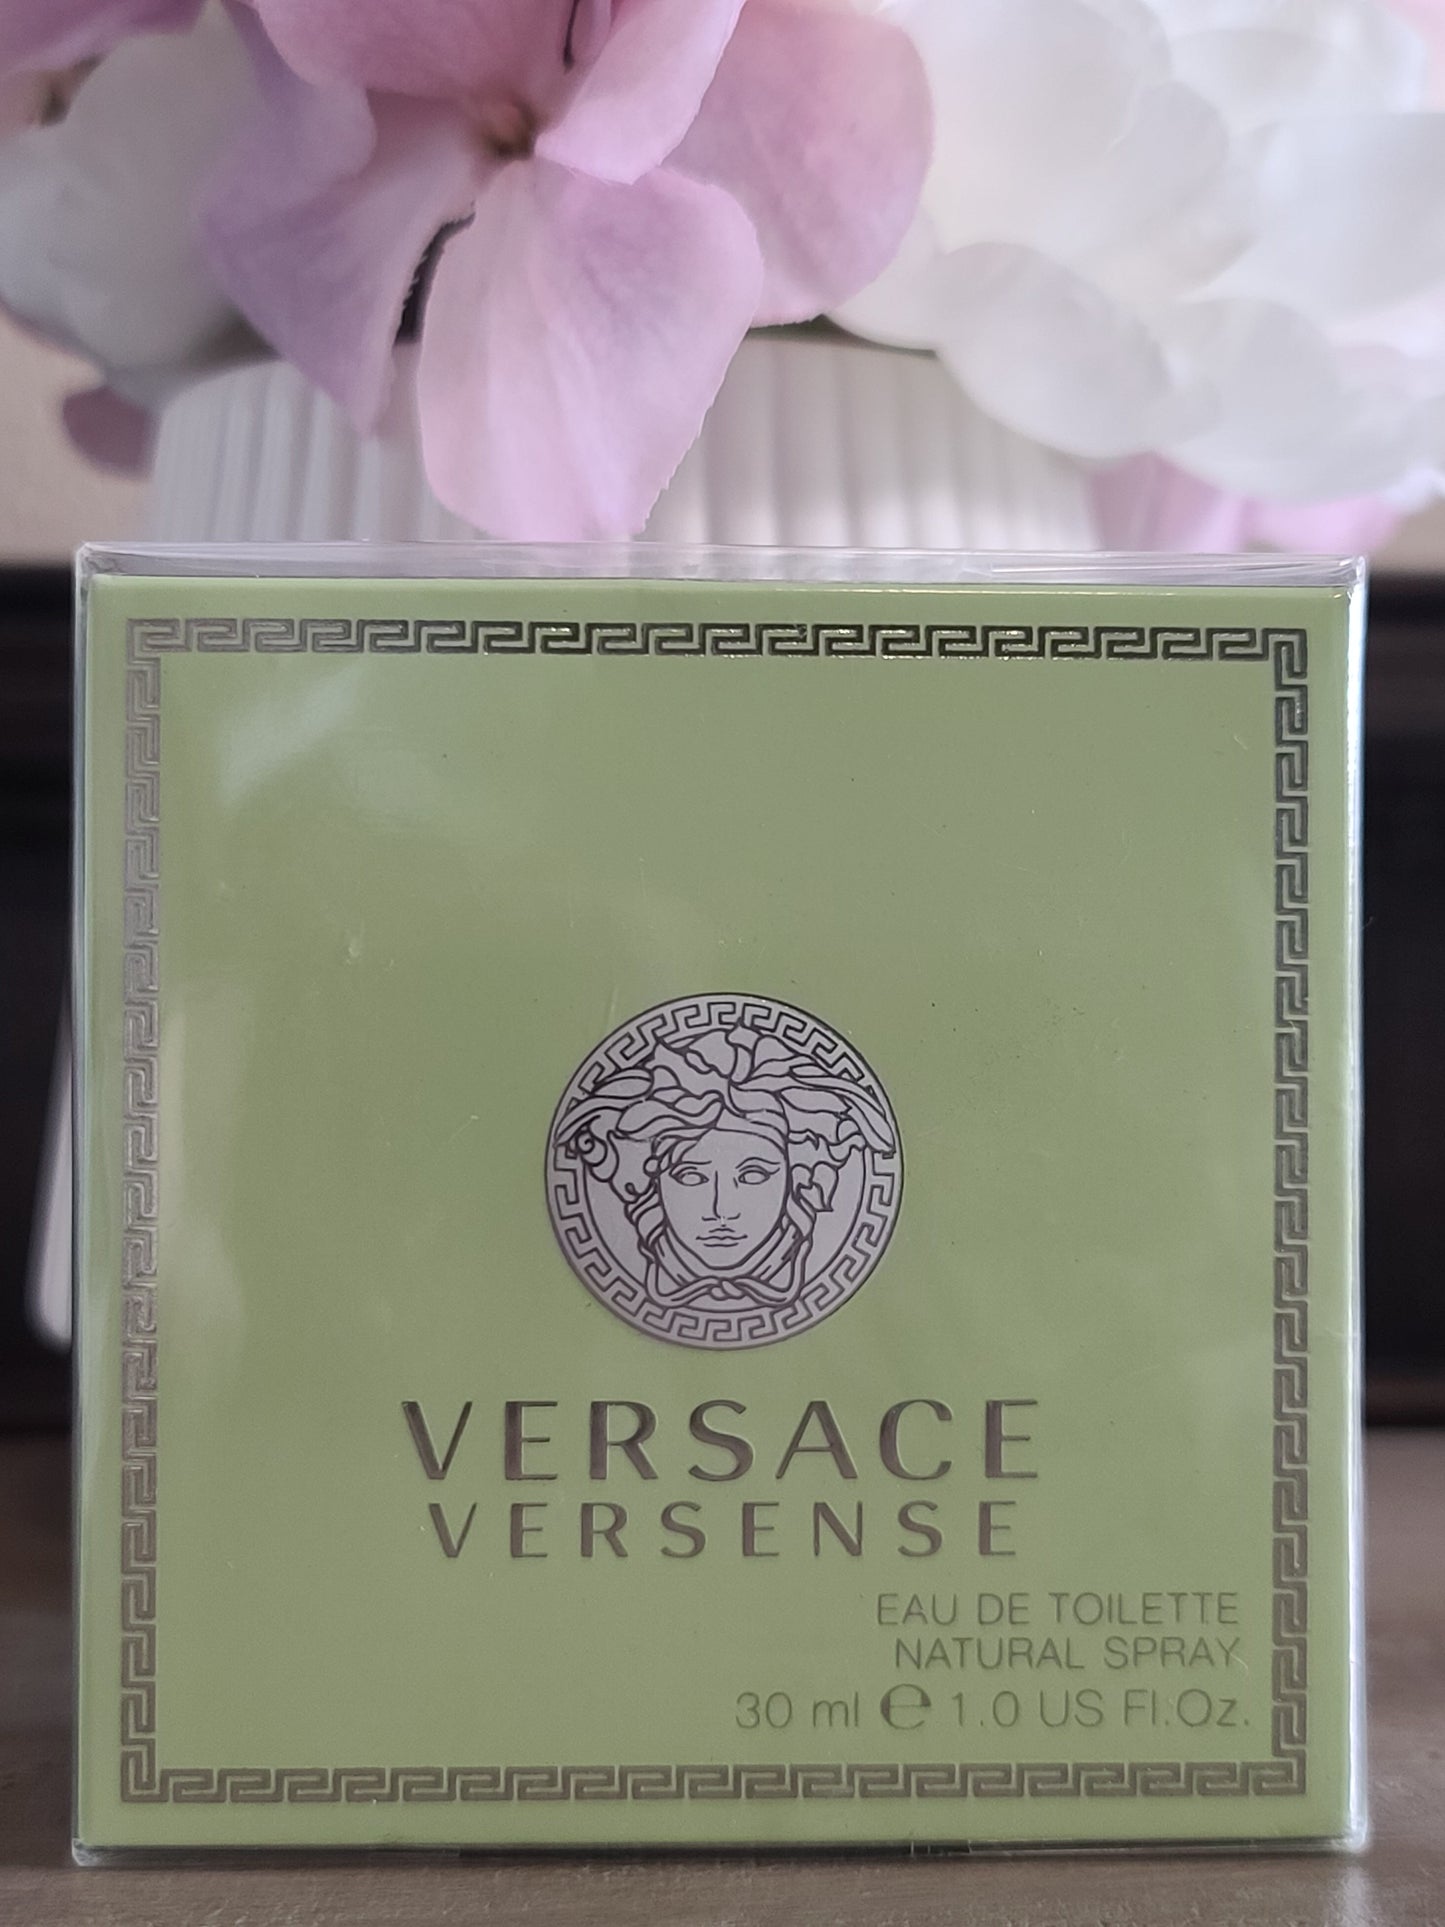 VERSACE
VERSENSE
EAU DE TOILETTE
NATURAL SPRAY
30 ml ℮ 1.0 US Fl.Oz.